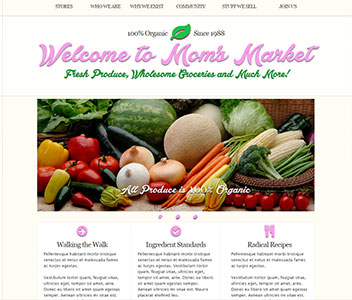 STORES WHO WE ARE WHY WE EXIST COMMUNITY STUFF WE SELL JOIN US
100% Organic Since 1988
Welcome to Mom's Market
Fresh Produce, Wholesome Groceries and Much More!
All Produce is 100% Organic
Walking the Walk
Pellentesque habitant morbi tristique
senectus et netus et malesuada fames
ac turpis egestas.
Vestibulum tortor quam, feugiat vitae,
ultricies eget, tempor sit amet, ante.
Donec eu libero sit amet quam egestas
semper. Aenean ultricies mi vitae est.
Ingredient Standards
Pellentesque habitant morbi tristique
senectus et netus et malesuada fames
ac turpis egestas. Vestibulum tortor
quam, feugiat vitae, ultricies eget,
tempor sit amet, ante. Donec eu libero
sit amet quam egestas semper. Aenean
ultricies mi vitae est. Mauris
placerat eleifend leo.
Radical Recipes
Pellentesque habitant morbi tristique
senectus et netus et malesuada fames
ac turpis egestas.
Vestibulum tortor quam, feugiat vitae,
ultricies eget, tempor sit amet, ante.
Donec eu libero sit amet quam egestas
semper. Aenean ultricies mi vitae est.